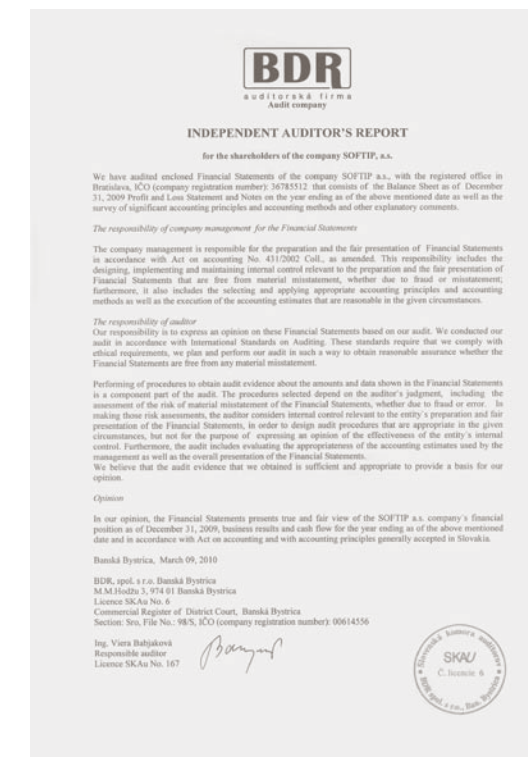 BDR
auditorská firma
Audit company
INDEPENDENT AUDITOR'S REPORT
for the shareholders of the company SOFTIP, a.s.
We have audited enclosed Financial Statements of the company SOFTIP a.s., with the registered office in
Bratislava, IČO (company registration number): 36785512 that consists of the Balance Sheet as of December
31, 2009 Profit and Loss Statement and Notes on the year ending as of the above mentioned date as well as the
survey of significant accounting principles and accounting methods and other explanatory comments.
The responsibility of company management for the Financial Statements
The company management is responsible for the preparation and the fair presentation of Financial Statements
in accordance with Act on accounting No. 431/2002 Coll., as amended. This responsibility includes the
designing, implementing and maintaining internal control relevant to the preparation and the fair presentation of
Financial Statements that are free from material misstatement, whether due to fraud or misstatement;
furthermore, it also includes the selecting and applying appropriate accounting principles and accounting
methods as well as the execution of the accounting estimates that are reasonable in the given circumstances.
The responsibility of auditor
Our responsibility is to express an opinion on these Financial Statements based on our audit. We conducted our
audit in accordance with International Standards on Auditing. These standards require that we comply with
ethical requirements, we plan and perform our audit in such a way to obtain reasonable assurance whether the
Financial Statements are free from any material misstatement.
Performing of procedures to obtain audit evidence about the amounts and data shown in the Financial Statements
is a component part of the audit. The procedures selected depend on the auditor's judgment, including the
assessment of the risk of material misstatement of the Financial Statements, whether due to fraud or error. In
making those risk assessments, the auditor considers internal control relevant to the entity's preparation and fair
presentation of the Financial Statements, in order to design audit procedures that are appropriate in the given
circumstances, but not for the purpose of expressing an opinion of the effectiveness of the entity's internal
control. Furthermore, the audit includes evaluating the appropriateness of the accounting estimates used by the
management as well as the overall presentation of the Financial Statements.
We believe that the audit evidence that we obtained is sufficient and appropriate to provide a basis for our
opinion.
Opinion
In our opinion, the Financial Statements presents true and fair view of the SOFTIP a.s. company's financial
position as of December 31, 2009, business results and cash flow for the year ending as of the above mentioned
date and in accordance with Act on accounting and with accounting principles generally accepted in Slovakia.
Banská Bystrica, March 09, 2010
BDR, spol. s r.o. Banská Bystrica
M.M.Hodžu 3, 974 01 Banská Bystrica
Licence SKAu No. 6
Commercial Register of District Court, Banská Bystrica
Section: Sro, File No.: 98/S, IČO (company registration number): 00614556
Ing. Viera Babjaková
Responsible auditor
Licence SKAu No. 167
Slovenská komora audítorov
SKAU
Č. licencie 6
BDR spol. s r.o., Ban. Bystrica